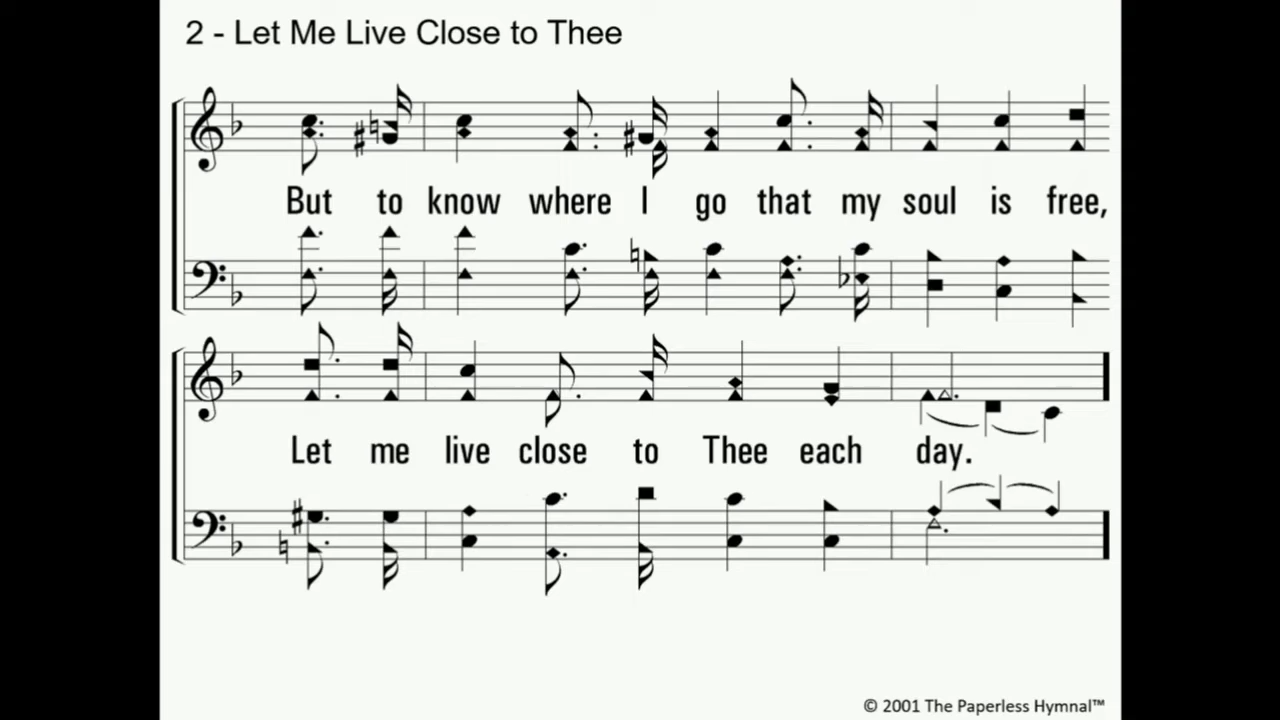 2 - Let Me Live Close to Thee
But to know where I go that my soul is free,
Let me live close to Thee each day.
© 2001 The Paperless Hymnal™